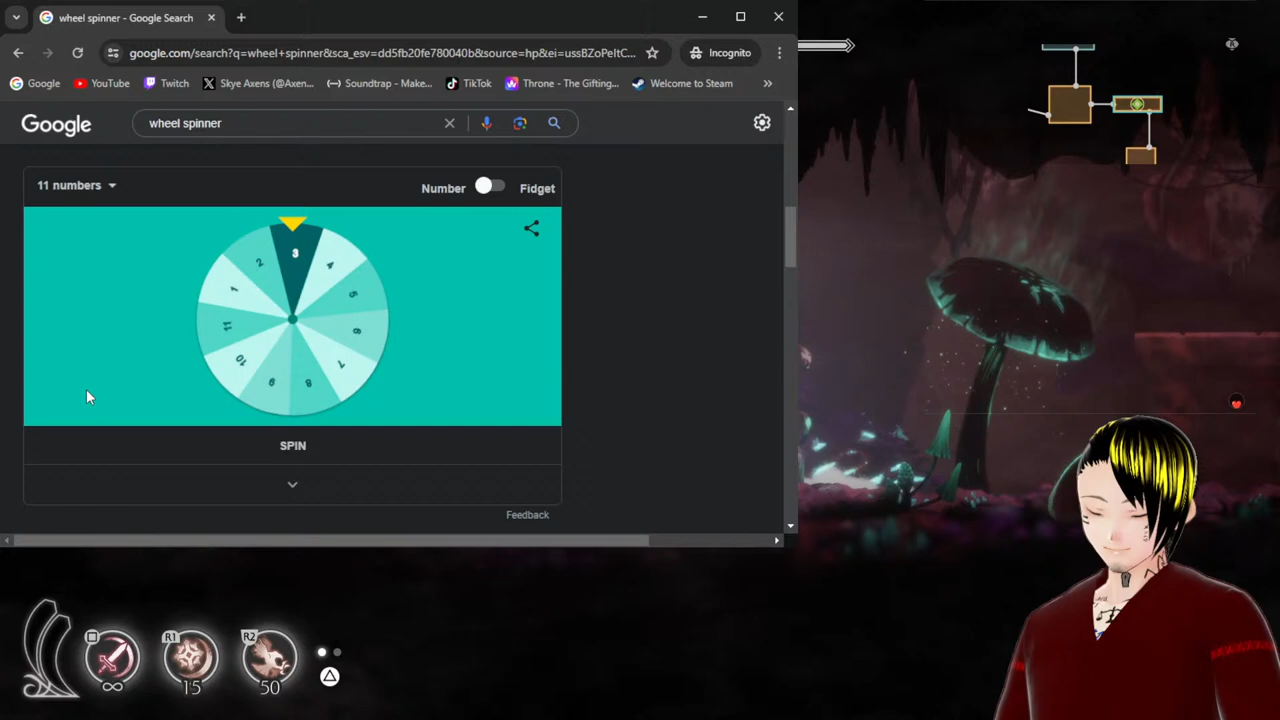 wheel spinner - Google Search
google.com/search?q=wheel+spinner&sca_esv=dd5fb20fe780040b&source=hp&ei=ussBZoPeItC...
Incognito
Google
YouTube
Twitch
Skye Axens (@Axen...
Soundtrap - Make...
TikTok
Throne - The Gifting...
Welcome to Steam
Google
wheel spinner
11 numbers
Number
Fidget
1
2
3
4
5
6
7
8
9
10
11
SPIN
Feedback
R1
R2
∞
15
50